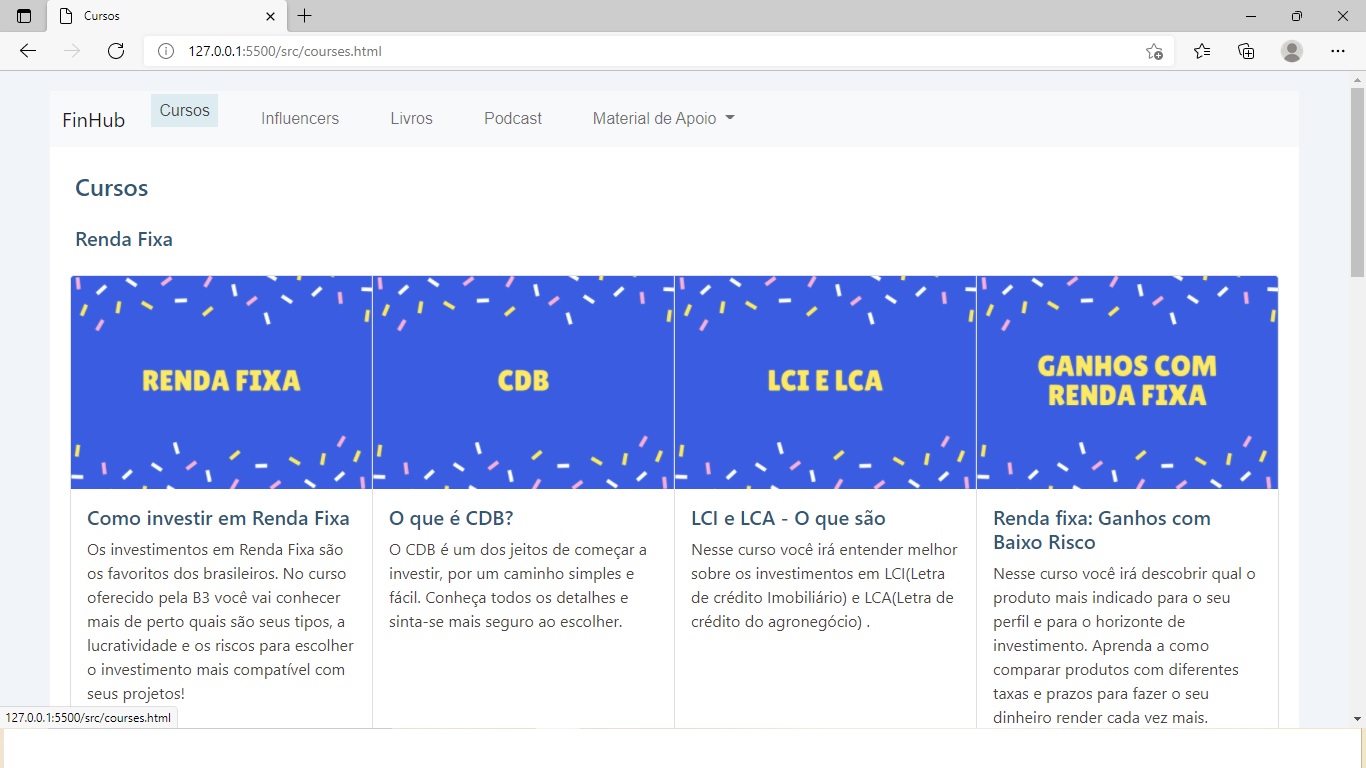 Cursos
127.0.0.1:5500/src/courses.html
FinHub Cursos Influencers Livros Podcast Material de Apoio
Cursos
Renda Fixa
RENDA FIXA
CDB
LCI E LCA
GANHOS COM
RENDA FIXA
Como investir em Renda Fixa
Os investimentos em Renda Fixa são
os favoritos dos brasileiros. No curso
oferecido pela B3 você vai conhecer
mais de perto quais são seus tipos, a
lucratividade e os riscos para escolher
o investimento mais compatível com
seus projetos!
O que é CDB?
O CDB é um dos jeitos de começar a
investir, por um caminho simples e
fácil. Conheça todos os detalhes e
sinta-se mais seguro ao escolher.
LCI e LCA - O que são
Nesse curso você irá entender melhor
sobre os investimentos em LCI(Letra
de crédito Imobiliário) e LCA(Letra de
crédito do agronegócio) .
Renda fixa: Ganhos com
Baixo Risco
Nesse curso você irá descobrir qual o
produto mais indicado para o seu
perfil e para o horizonte de
investimento. Aprenda a como
comparar produtos com diferentes
taxas e prazos para fazer o seu
dinheiro render cada vez mais.
127.0.0.1:5500/src/courses.html